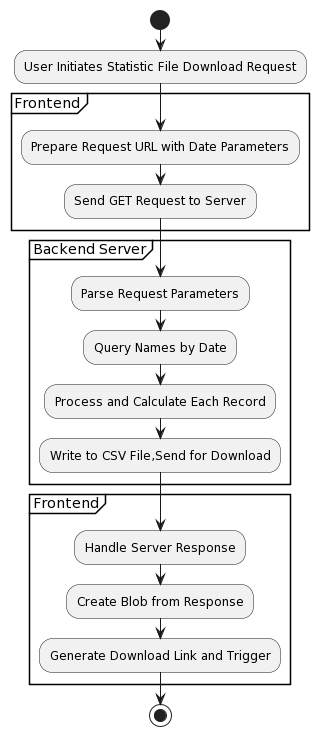 User Initiates Statistic File Download Request
Frontend
Prepare Request URL with Date Parameters
Send GET Request to Server
Backend Server
Parse Request Parameters
Query Names by Date
Process and Calculate Each Record
Write to CSV File,Send for Download
Frontend
Handle Server Response
Create Blob from Response
Generate Download Link and Trigger